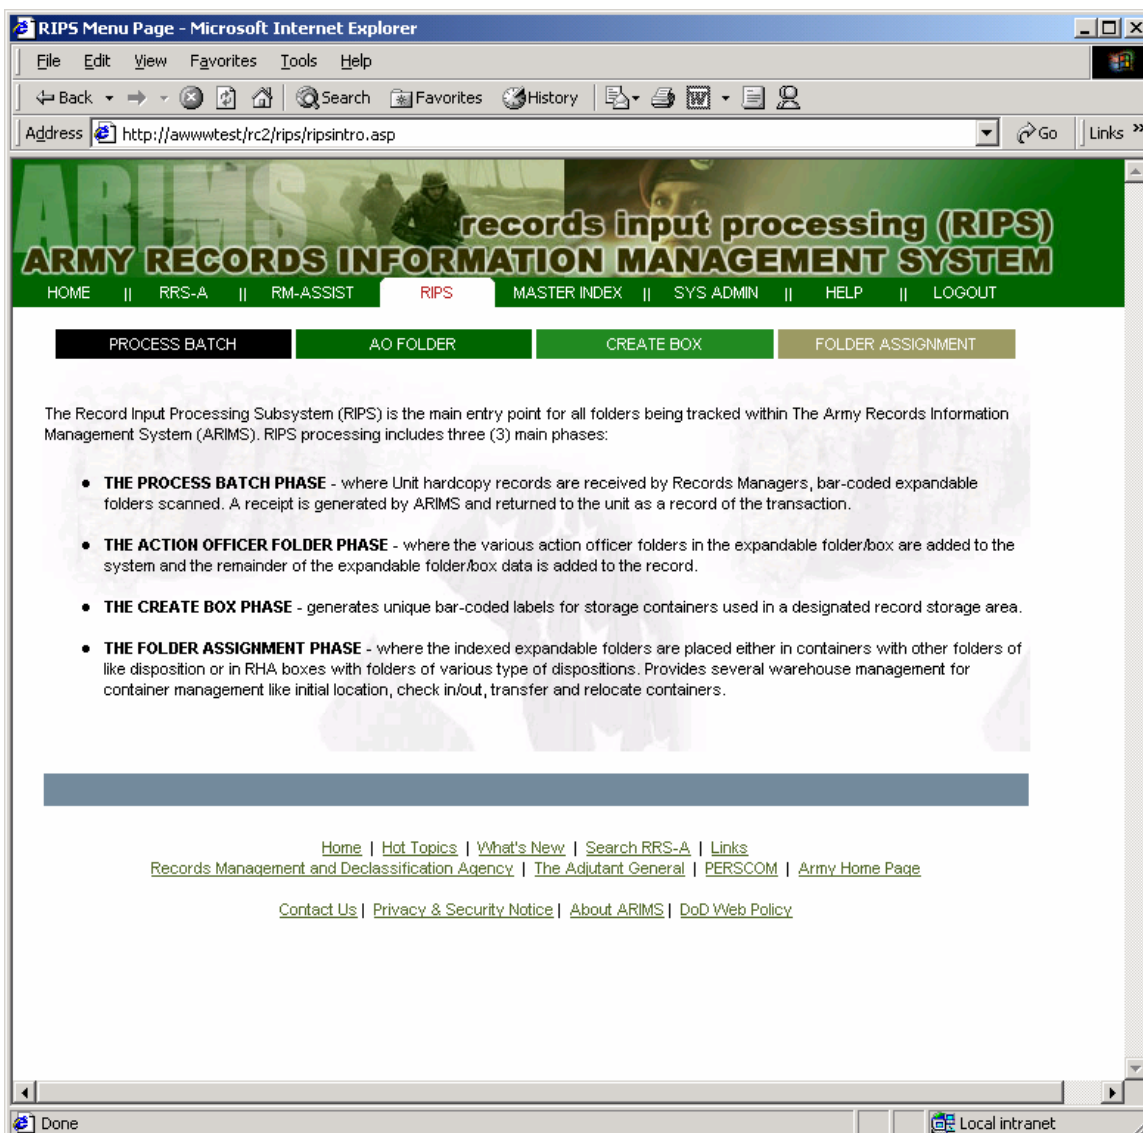 RIPS Menu Page - Microsoft Internet Explorer
File Edit View Favorites Tools Help
Back Search Favorites History
Address http://awwwtest/rc2/rips/ripsintro.asp Go Links »
ARIMS
records input processing (RIPS)
ARMY RECORDS INFORMATION MANAGEMENT SYSTEM
HOME || RRS-A || RM-ASSIST RIPS MASTER INDEX || SYS ADMIN || HELP || LOGOUT
PROCESS BATCH AO FOLDER CREATE BOX FOLDER ASSIGNMENT
The Record Input Processing Subsystem (RIPS) is the main entry point for all folders being tracked within The Army Records Information
Management System (ARIMS). RIPS processing includes three (3) main phases:
● THE PROCESS BATCH PHASE - where Unit hardcopy records are received by Records Managers, bar-coded expandable
folders scanned. A receipt is generated by ARIMS and returned to the unit as a record of the transaction.
● THE ACTION OFFICER FOLDER PHASE - where the various action officer folders in the expandable folder/box are added to the
system and the remainder of the expandable folder/box data is added to the record.
● THE CREATE BOX PHASE - generates unique bar-coded labels for storage containers used in a designated record storage area.
● THE FOLDER ASSIGNMENT PHASE - where the indexed expandable folders are placed either in containers with other folders of
like disposition or in RHA boxes with folders of various type of dispositions. Provides several warehouse management for
container management like initial location, check in/out, transfer and relocate containers.
Home | Hot Topics | What's New | Search RRS-A | Links
Records Management and Declassification Agency | The Adjutant General | PERSCOM | Army Home Page
Contact Us | Privacy & Security Notice | About ARIMS | DoD Web Policy
Done Local intranet